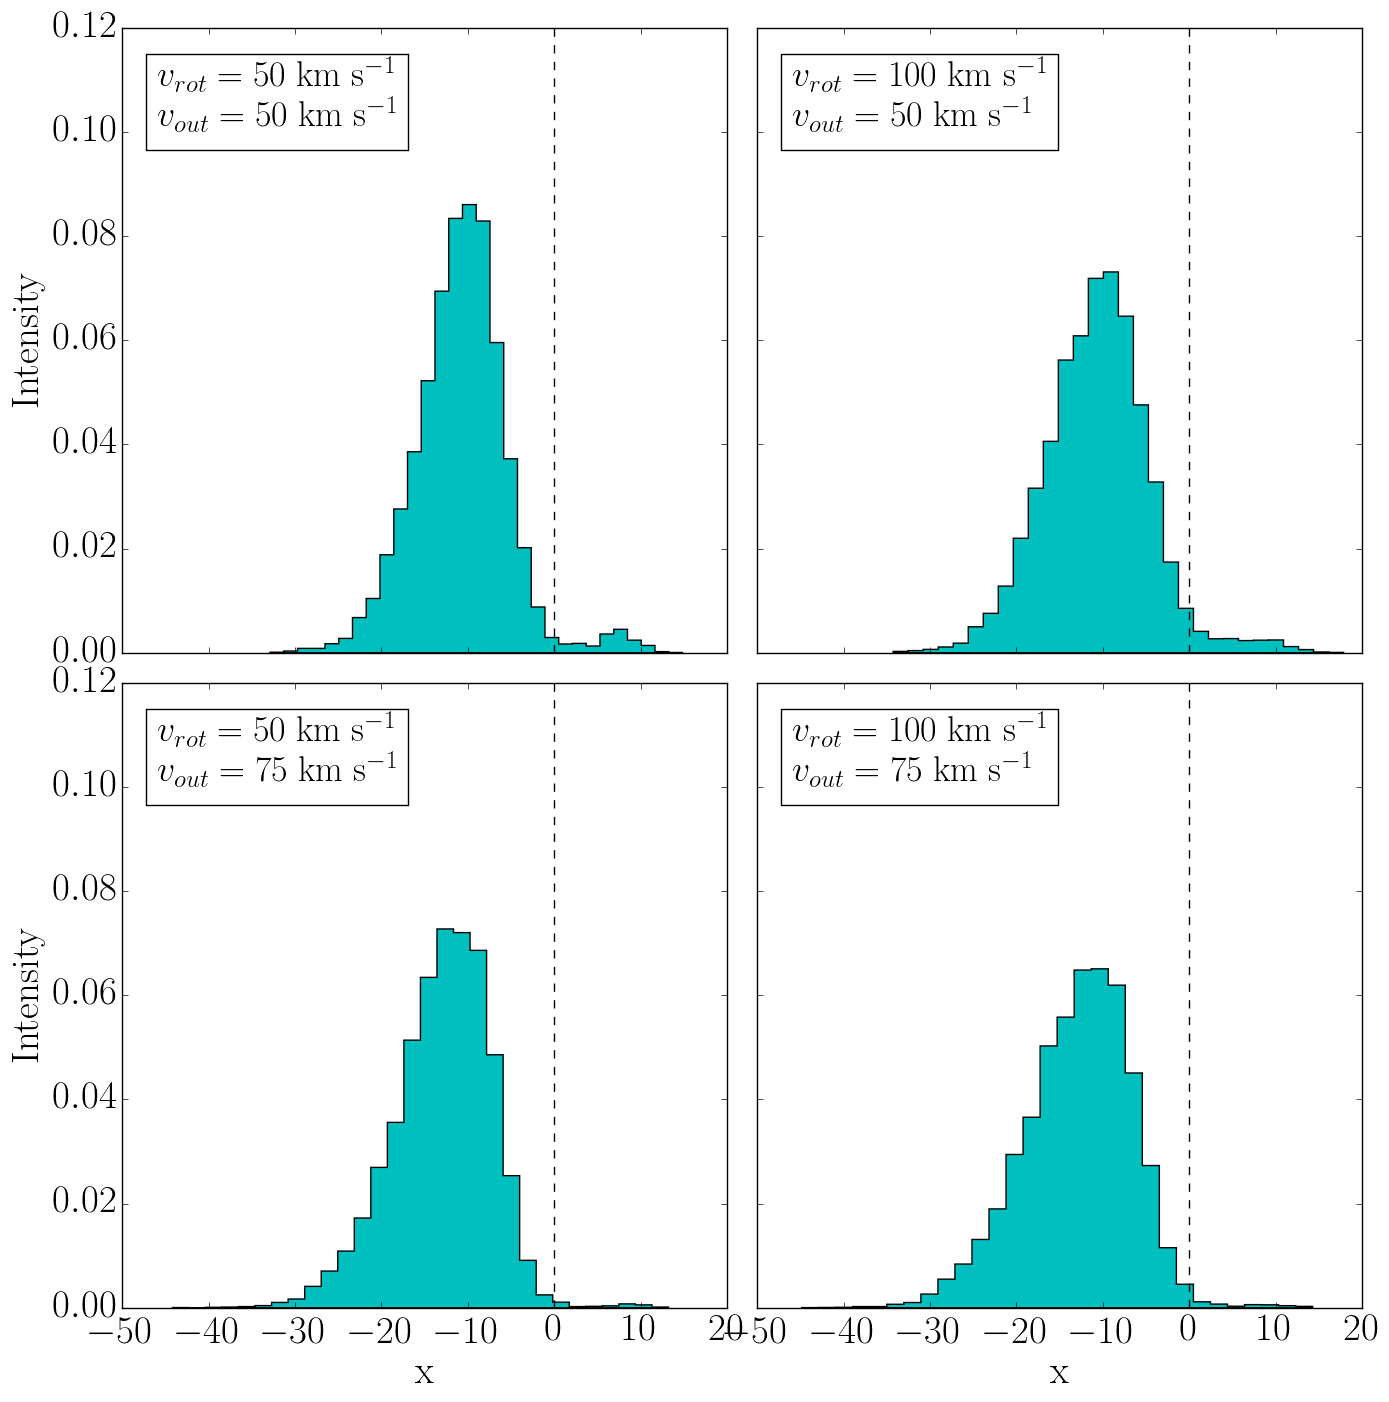 0.12
0.10
0.08
0.06
0.04
0.02
0.00
Intensity
v_rot = 50 km s⁻¹
v_out = 50 km s⁻¹
v_rot = 100 km s⁻¹
v_out = 50 km s⁻¹
0.12
0.10
0.08
0.06
0.04
0.02
0.00
Intensity
v_rot = 50 km s⁻¹
v_out = 75 km s⁻¹
v_rot = 100 km s⁻¹
v_out = 75 km s⁻¹
−50 −40 −30 −20 −10 0 10 20
−50 −40 −30 −20 −10 0 10 20
x
x